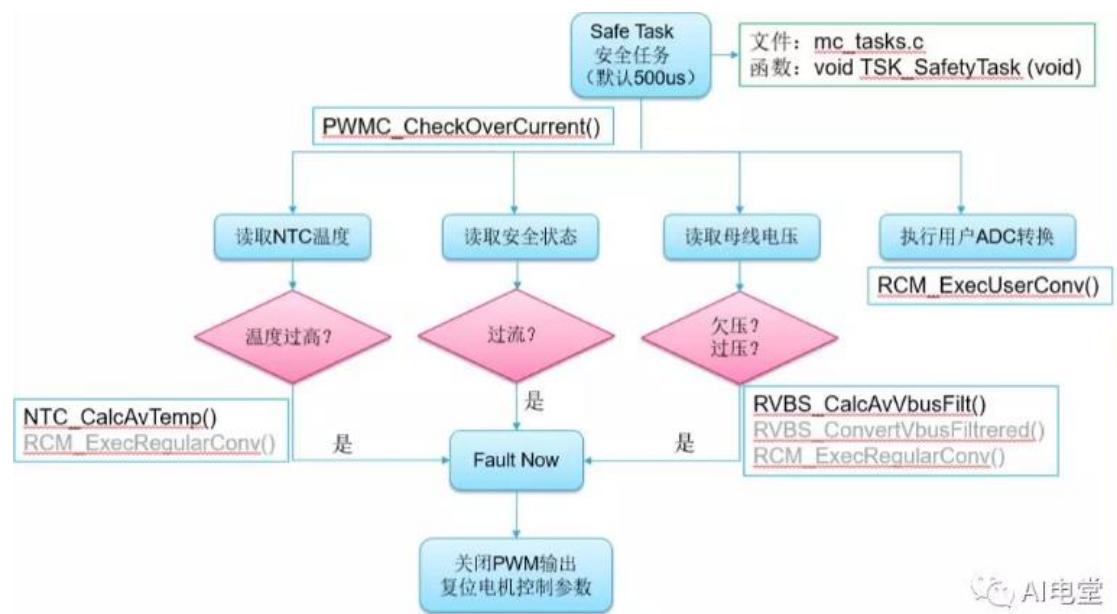 Safe Task
安全任务
（默认500us）
文件：mc_tasks.c
函数：void TSK_SafetyTask (void)
PWMC_CheckOverCurrent()
读取NTC温度
读取安全状态
读取母线电压
执行用户ADC转换
RCM_ExecUserConv()
温度过高？
过流？
欠压？
过压？
NTC_CalcAvTemp()
RCM_ExecRegularConv()
是
是
是
RVBS_CalcAvVbusFilt()
RVBS_ConvertVbusFiltrered()
RCM_ExecRegularConv()
Fault Now
关闭PWM输出
复位电机控制参数
AI电堂